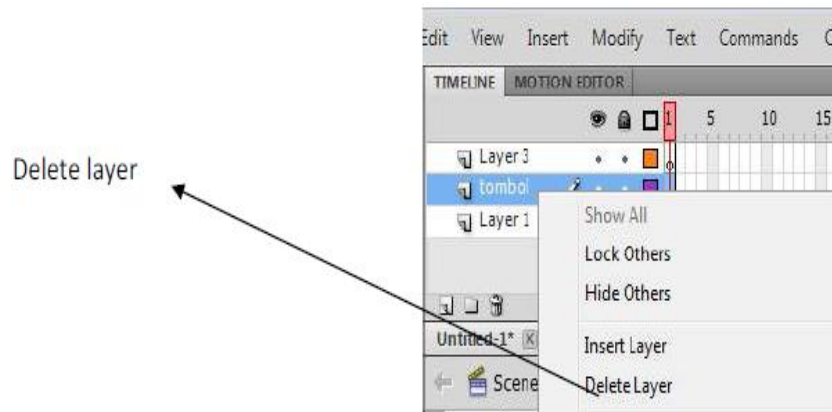 Edit View Insert Modify Text Commands
TIMELINE MOTION EDITOR
1 5 10 15
Layer 3
Delete layer
tombol
Layer 1
Show All
Lock Others
Hide Others
Untitled-1*
Insert Layer
Scene
Delete Layer